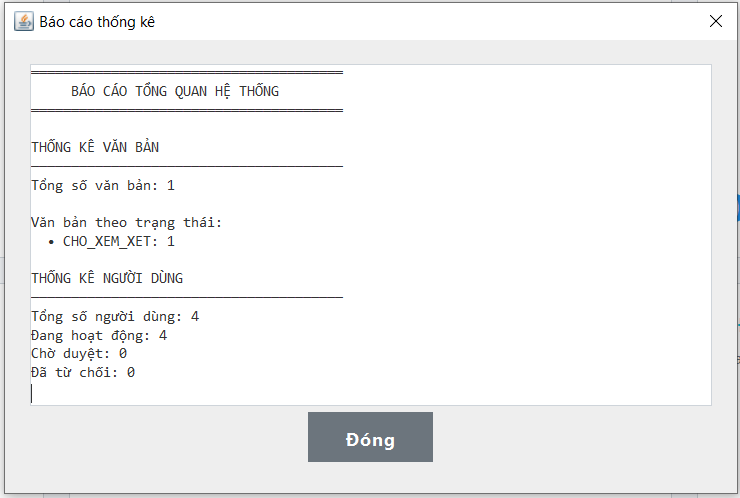 Báo cáo thống kê
BÁO CÁO TỔNG QUAN HỆ THỐNG
THỐNG KÊ VĂN BẢN
Tổng số văn bản: 1
Văn bản theo trạng thái:
• CHO_XEM_XET: 1
THỐNG KÊ NGƯỜI DÙNG
Tổng số người dùng: 4
Đang hoạt động: 4
Chờ duyệt: 0
Đã từ chối: 0
Đóng